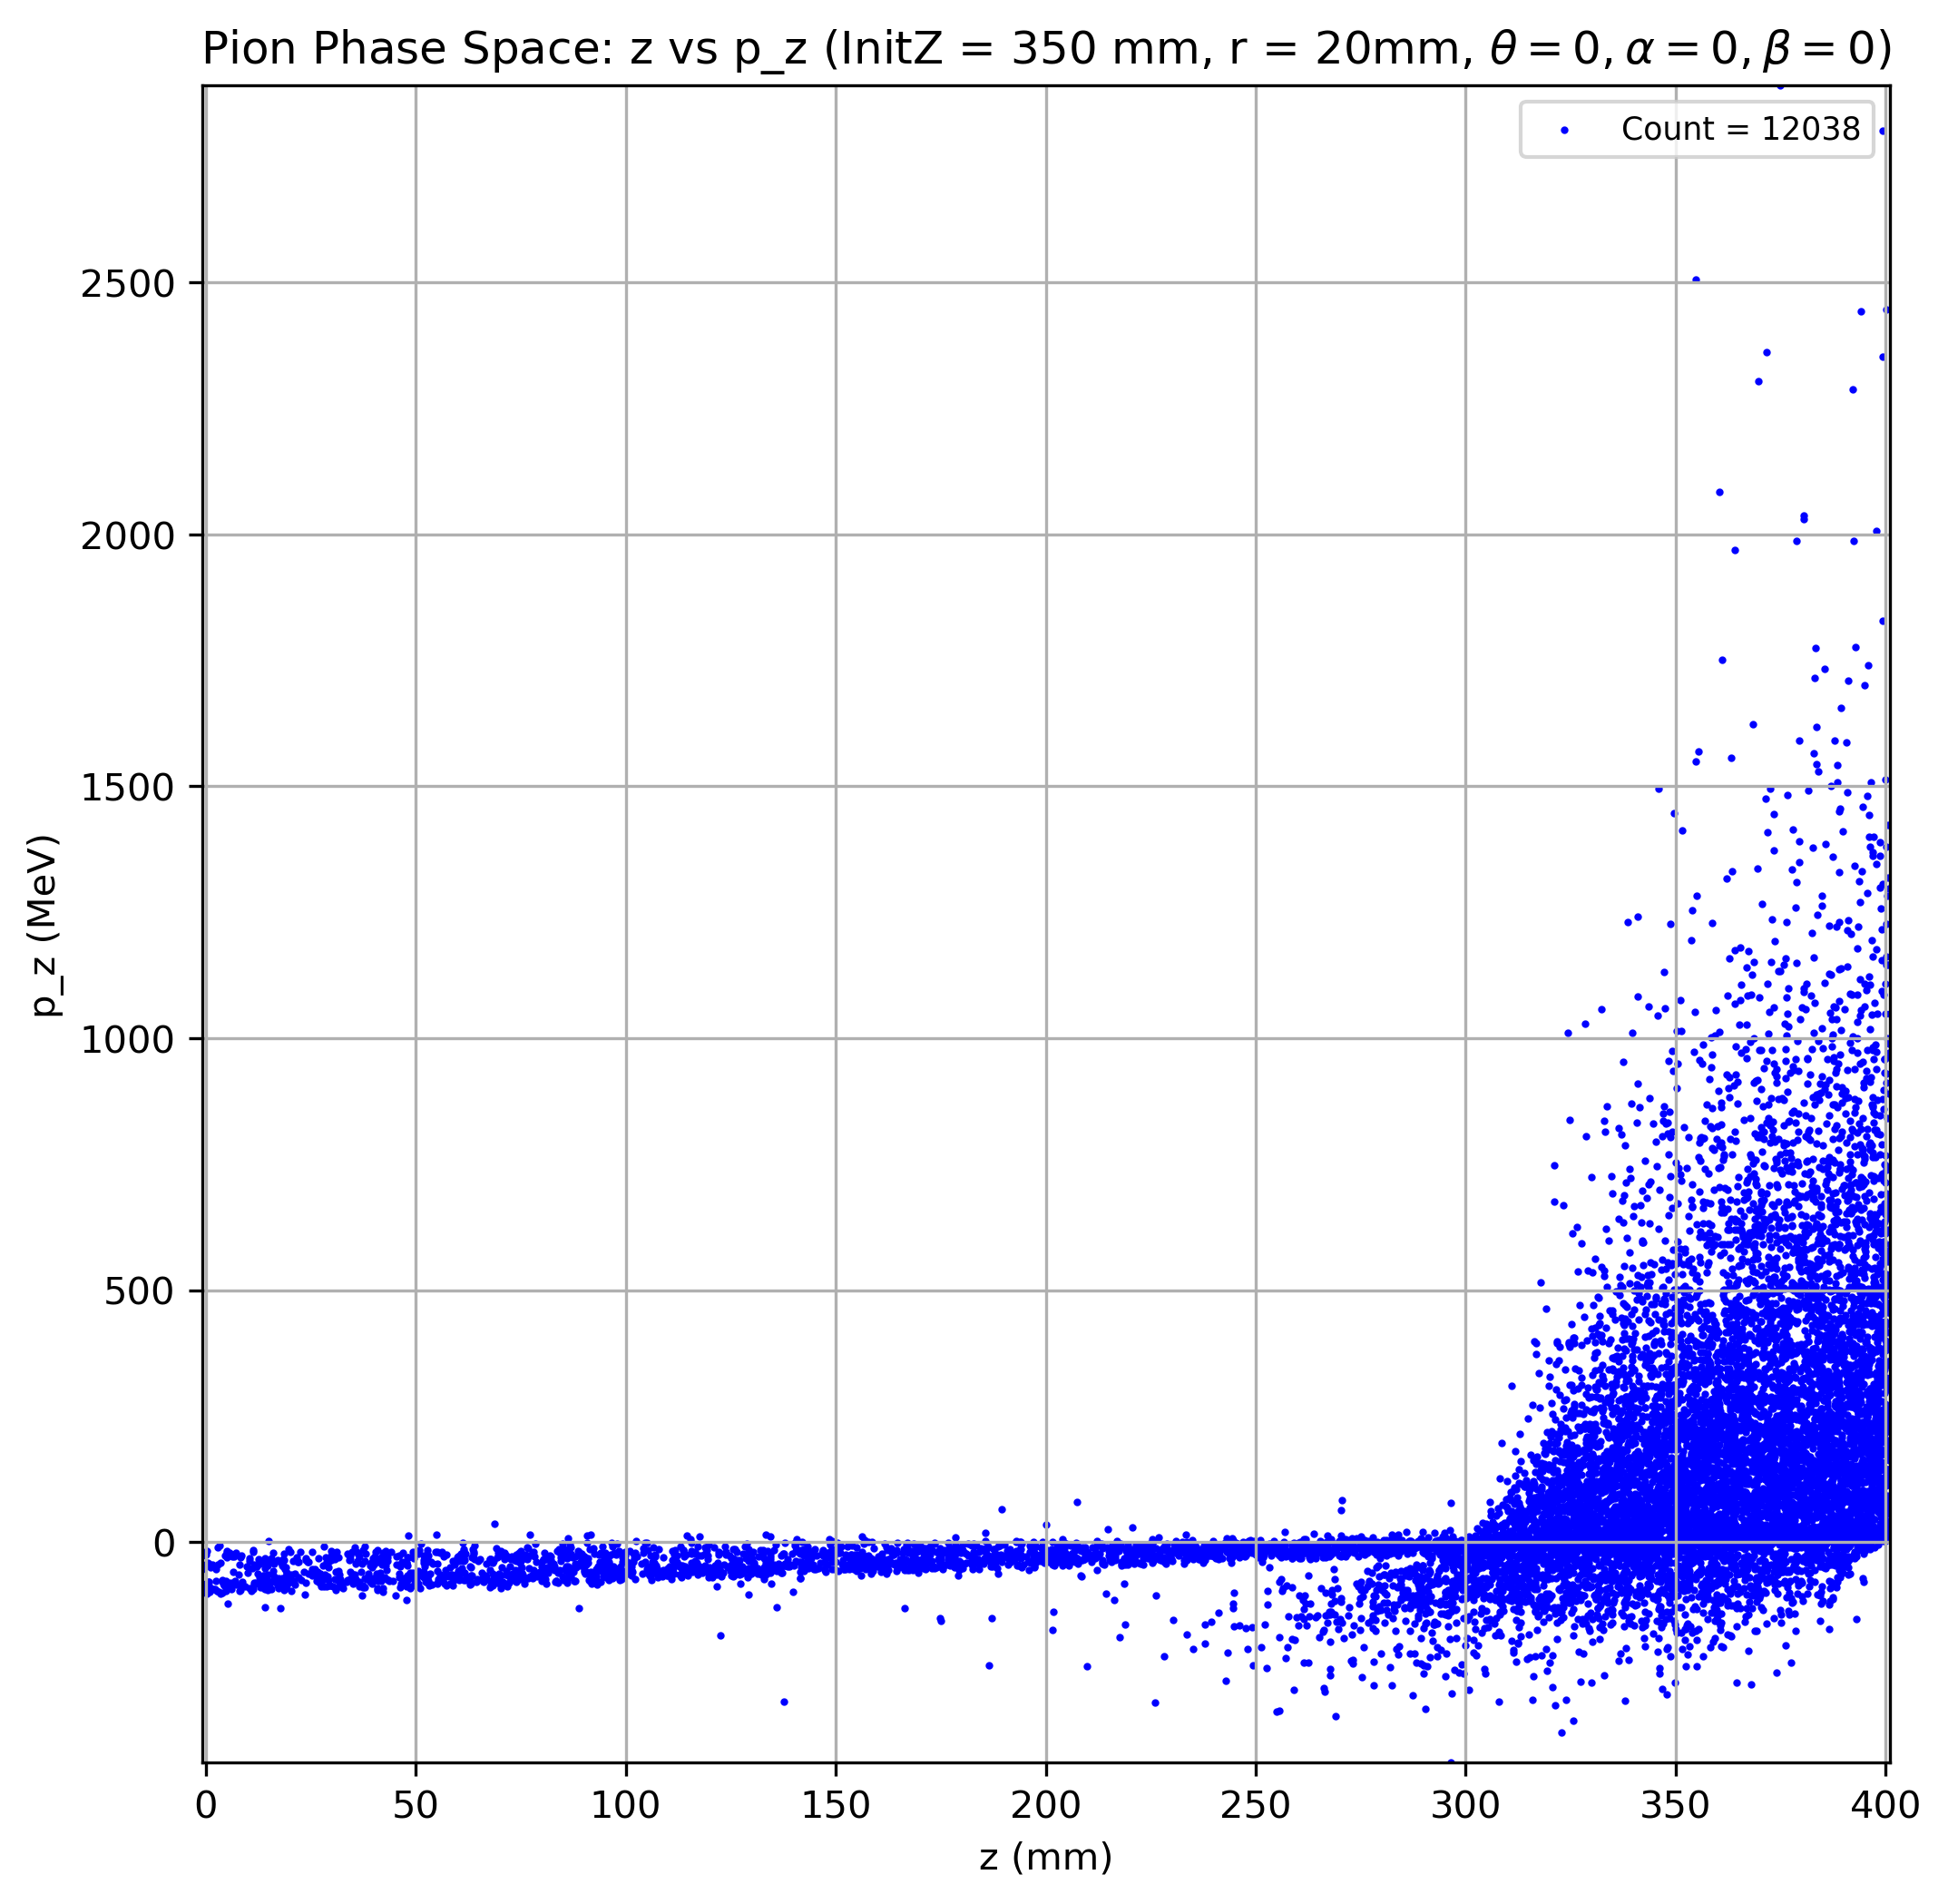 Pion Phase Space: z vs p_z (InitZ = 350 mm, r = 20mm, θ = 0, α = 0, β = 0)
Count = 12038
2500
2000
1500
1000
500
0
p_z (MeV)
0 50 100 150 200 250 300 350 400
z (mm)